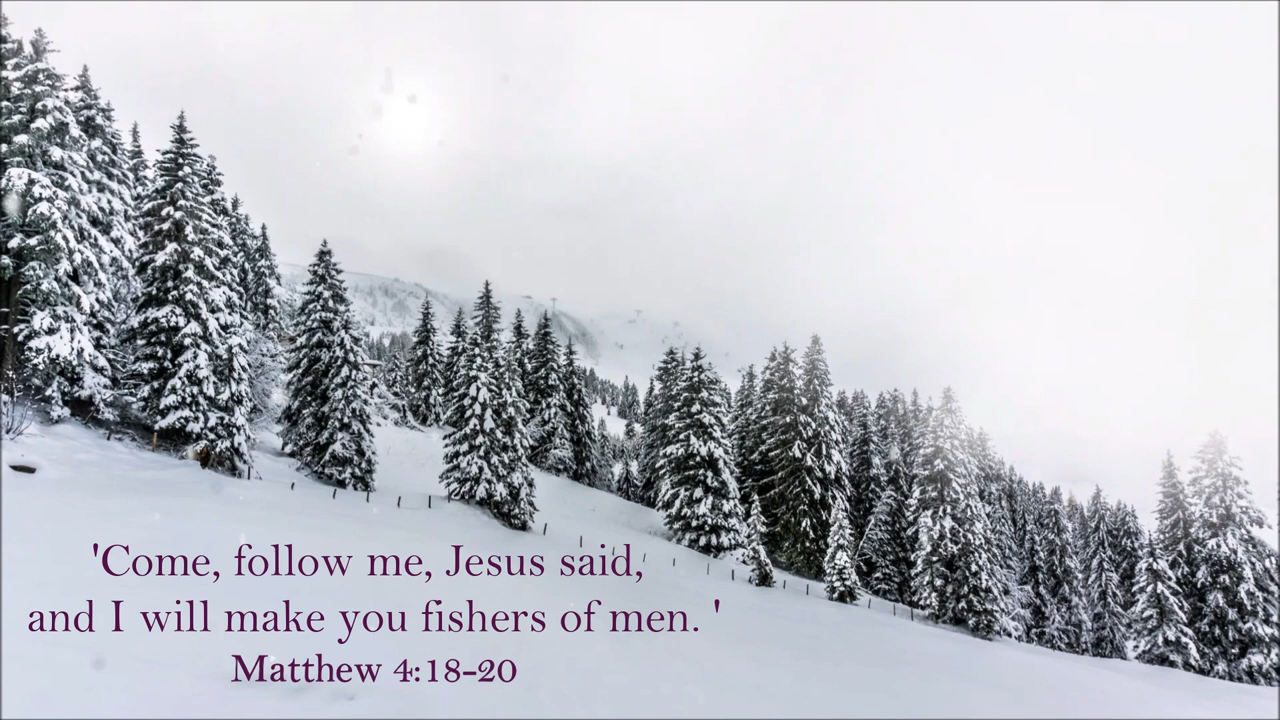 'Come, follow me, Jesus said,
and I will make you fishers of men. '
Matthew 4:18-20